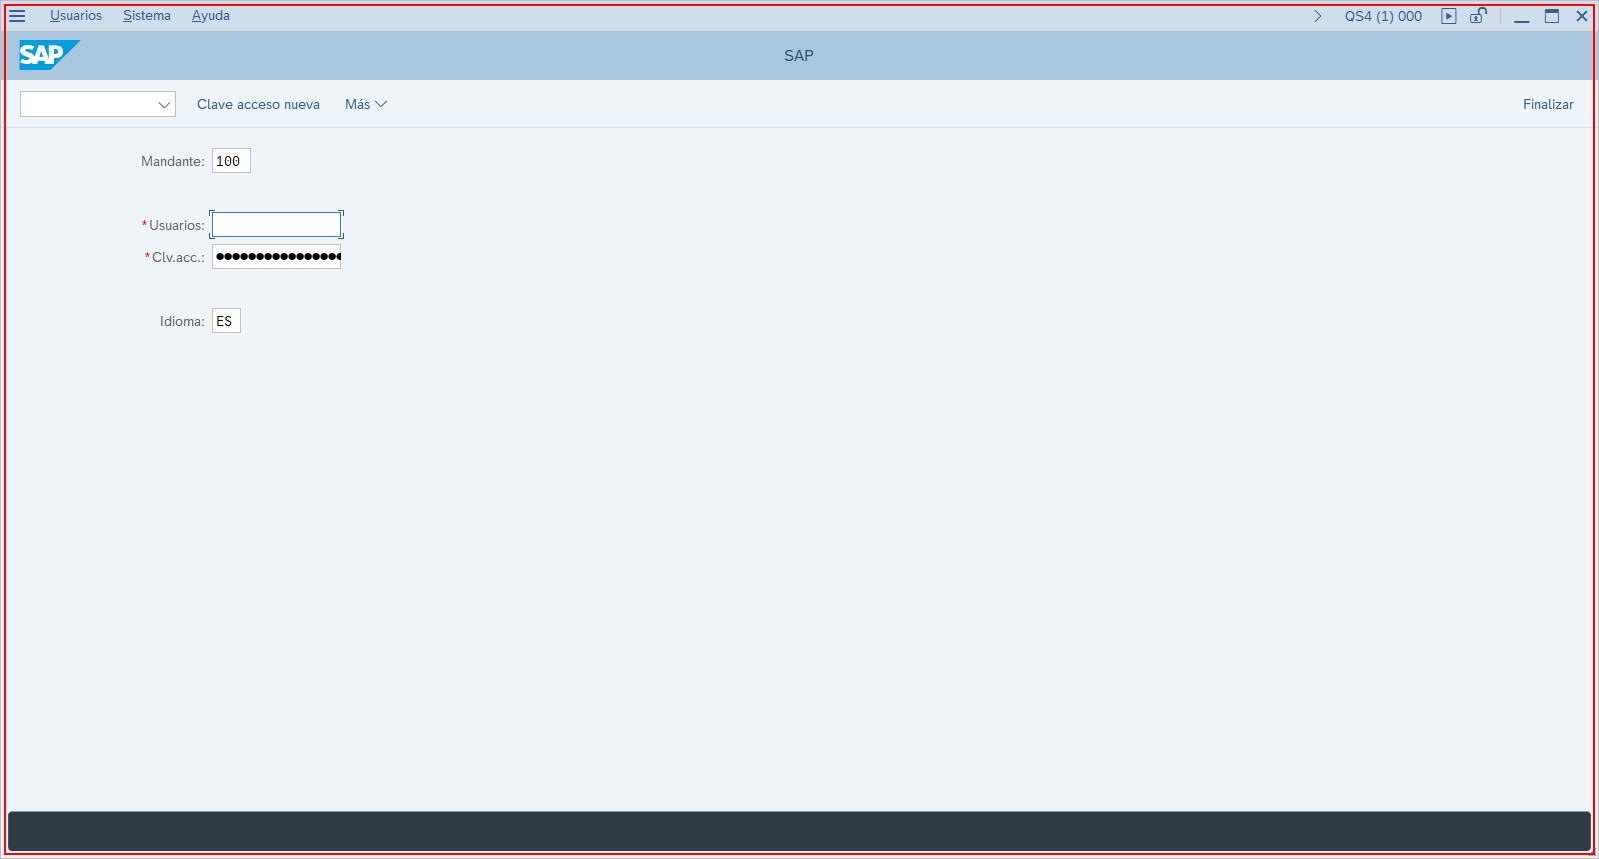 Usuarios Sistema Ayuda QS4 (1) 000
SAP SAP
Clave acceso nueva Más Finalizar
Mandante: 100
*Usuarios:
*Clv.acc.: ●●●●●●●●●●●●●●●●
Idioma: ES